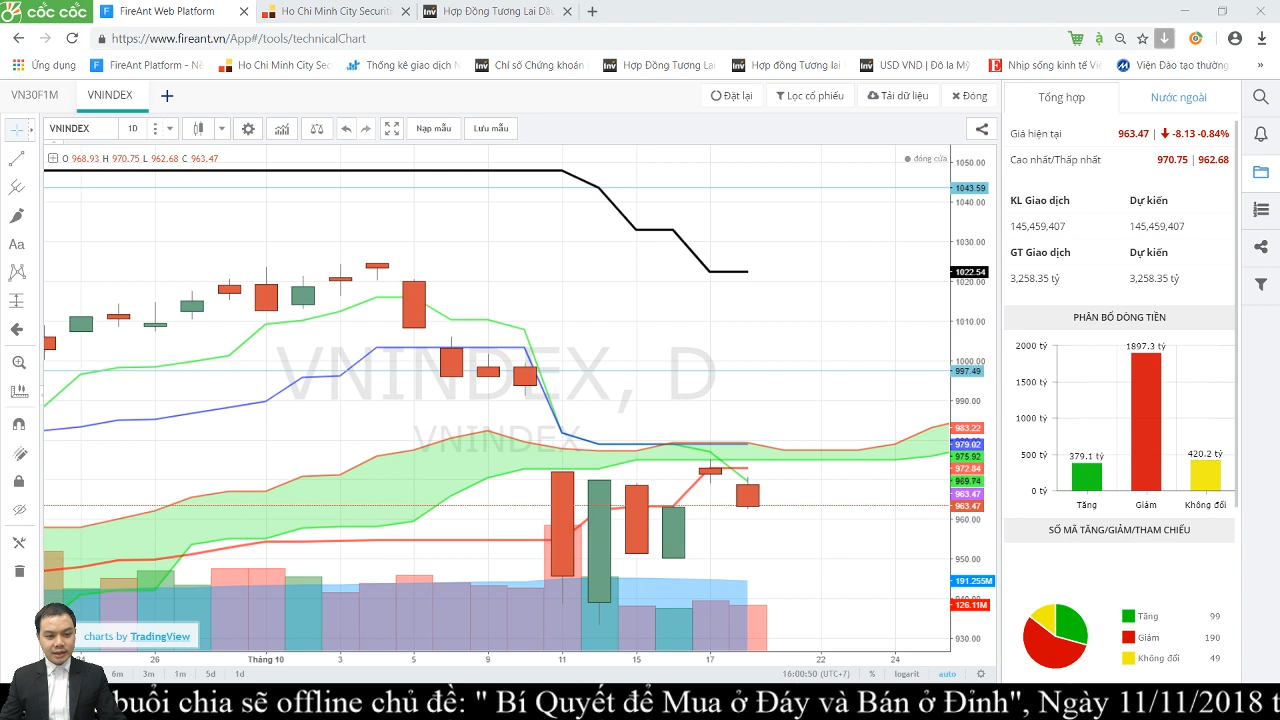 cốc cốc
FireAnt Web Platform
Ho Chi Minh City Securiti
Hợp Đồng Tương Lai Dầu
https://www.fireant.vn/App#/tools/technicalChart
Ứng dụng
FireAnt Platform - Nề
Ho Chi Minh City Sec
Thống kê giao dịch N
Chỉ số Chứng khoán
Hợp Đồng Tương Lai
Hợp đồng Tương lai
USD VND | Đô la Mỹ
Nhịp sống kinh tế Vi
Viện Đào tạo thường
VN30F1M
VNINDEX
Đặt lại
Lọc cổ phiếu
Tải dữ liệu
Đóng
Tổng hợp
Nước ngoài
VNINDEX
1D
Nạp mẫu
Lưu mẫu
O 968.93 H 970.75 L 962.68 C 963.47
đóng cửa
VNINDEX, D
VNINDEX
1050.00
1043.59
1040.00
1030.00
1022.54
1020.00
1010.00
1000.00
997.49
990.00
983.22
979.02
975.92
972.84
969.74
963.47
963.47
960.00
950.00
191.255M
126.11M
930.00
charts by TradingView
26
Tháng 10
3
5
9
11
15
17
22
24
6m
3m
1m
5d
1d
16:00:50 (UTC+7)
%
logarit
auto
Giá hiện tại
963.47 | -8.13 -0.84%
Cao nhất/Thấp nhất
970.75 | 962.68
KL Giao dịch
Dự kiến
145,459,407
145,459,407
GT Giao dịch
Dự kiến
3,258.35 tỷ
3,258.35 tỷ
PHÂN BỔ DÒNG TIỀN
2000 tỷ
1500 tỷ
1000 tỷ
500 tỷ
0 tỷ
379.1 tỷ
1897.3 tỷ
420.2 tỷ
Tăng
Giảm
Không đổi
SỐ MÃ TĂNG/GIẢM/THAM CHIẾU
Tăng 99
Giảm 190
Không đổi 49
buổi chia sẽ offline chủ đề: " Bí Quyết để Mua ở Đáy và Bán ở Đỉnh", Ngày 11/11/2018 t